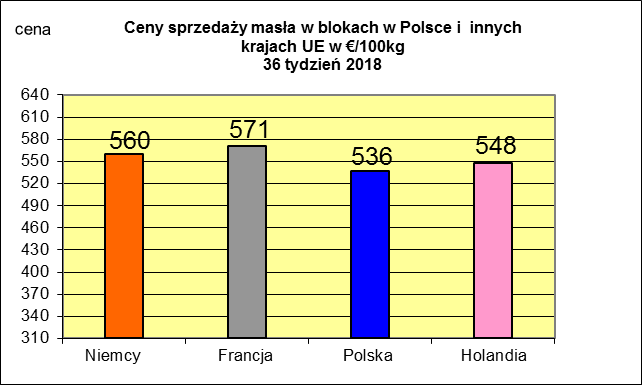 cena
Ceny sprzedaży masła w blokach w Polsce i  innych
krajach UE w €/100kg
36 tydzień 2018
640
610
580
550
520
490
460
430
400
370
340
310
560
571
536
548
Niemcy
Francja
Polska
Holandia